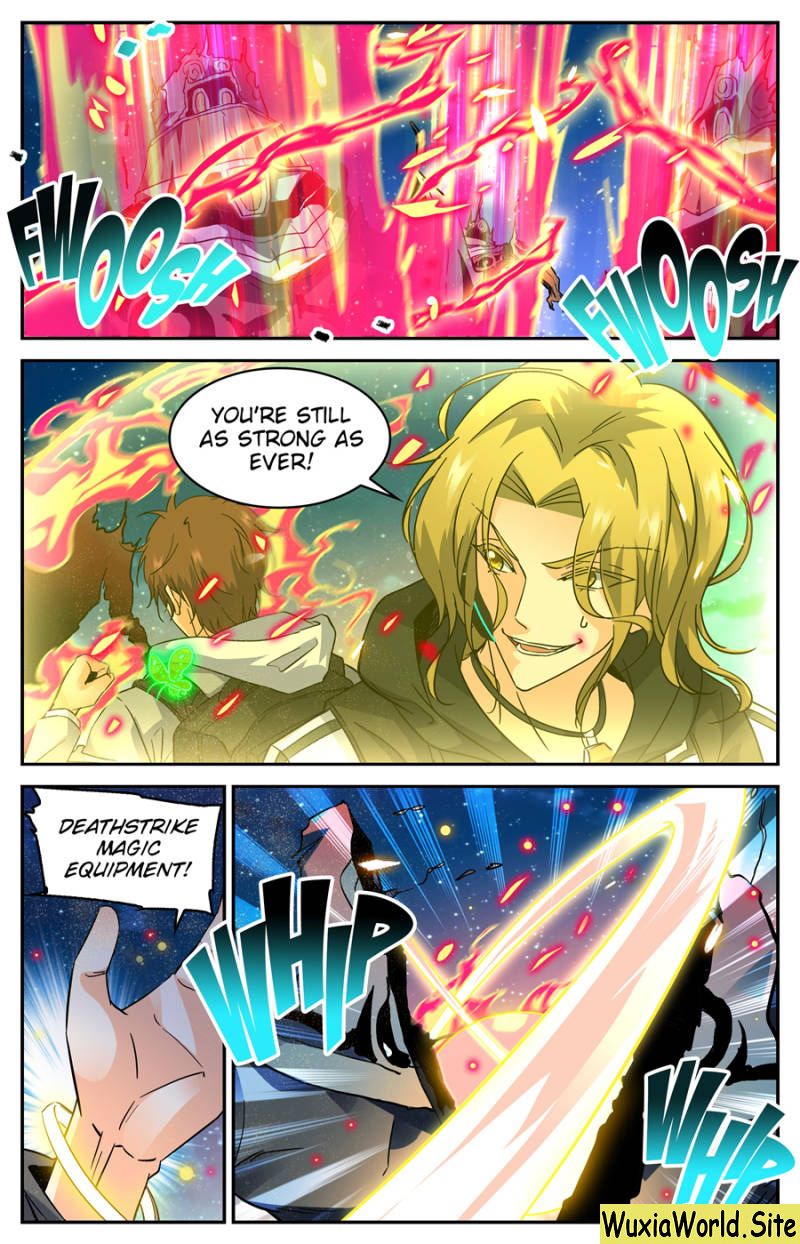 FWOOSH
FWOOSH
YOU'RE STILL
AS STRONG AS
EVER!
DEATHSTRIKE
MAGIC
EQUIPMENT!
WHIP
WHIP
WuxiaWorld.Site